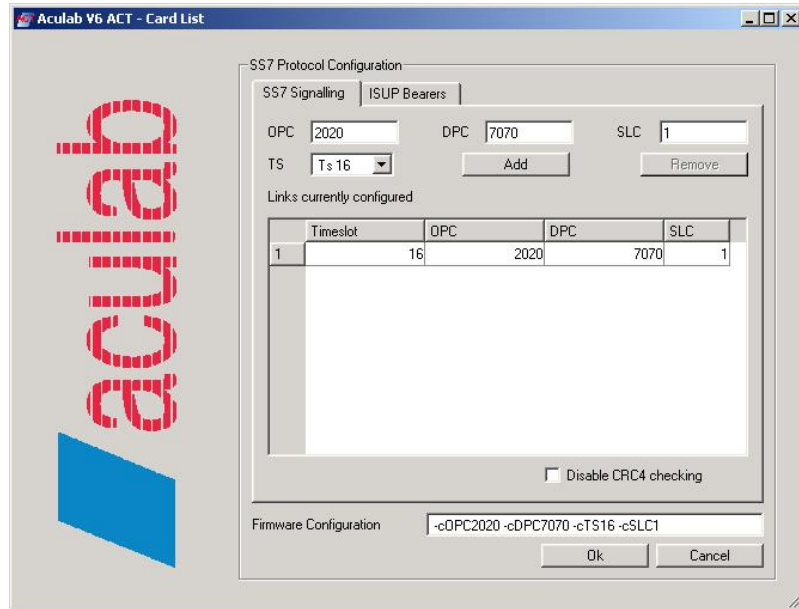 Aculab V6 ACT - Card List
aculab
SS7 Protocol Configuration
SS7 Signalling ISUP Bearers
OPC 2020 DPC 7070 SLC 1
TS Ts 16 Add Remove
Links currently configured
Timeslot OPC DPC SLC
1 16 2020 7070 1
Disable CRC4 checking
Firmware Configuration -cOPC2020 -cDPC7070 -cTS16 -cSLC1
Ok Cancel